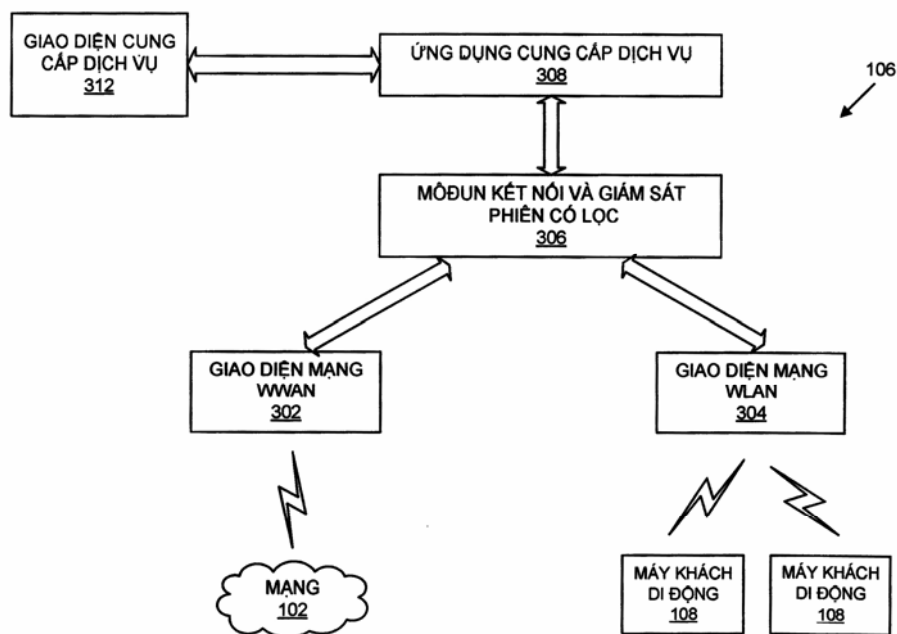 GIAO DIỆN CUNG
CẤP DỊCH VỤ
312
ỨNG DỤNG CUNG CẤP DỊCH VỤ
308
106
MÔĐUN KẾT NỐI VÀ GIÁM SÁT
PHIÊN CÓ LỌC
306
GIAO DIỆN MẠNG
WWAN
302
GIAO DIỆN MẠNG
WLAN
304
MẠNG
102
MÁY KHÁCH
DI ĐỘNG
108
MÁY KHÁCH
DI ĐỘNG
108